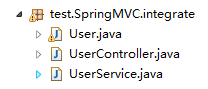 test.SpringMVC.integrate
User.java
UserController.java
UserService.java